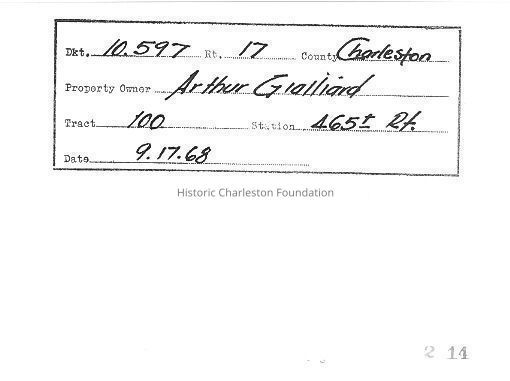 Dkt. 10.597 Rt. 17 County Charleston
Property Owner Arthur Gialliard
Tract 100 Station 465± Rt.
Date 9.17.68
Historic Charleston Foundation
2 14